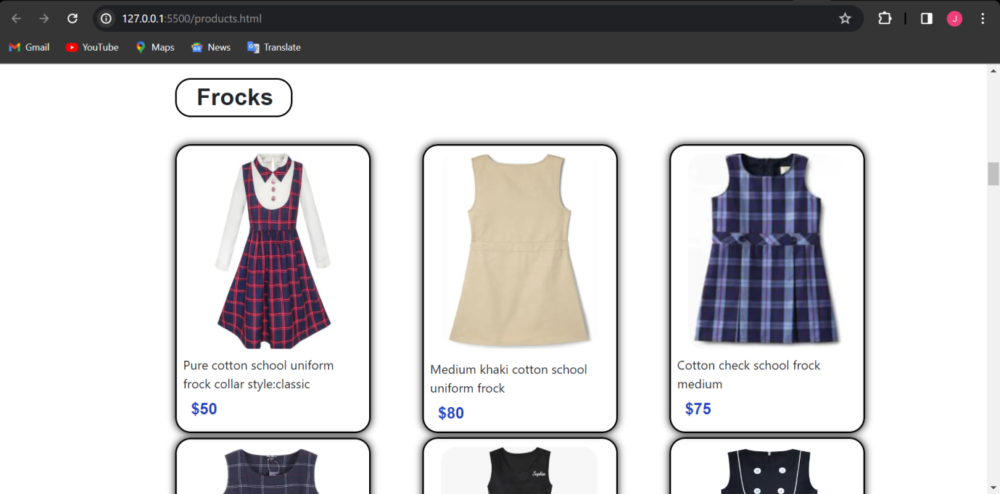 127.0.0.1:5500/products.html
J
Gmail
YouTube
Maps
News
Translate
Frocks
Pure cotton school uniform
frock collar style:classic
$50
Medium khaki cotton school
uniform frock
$80
Cotton check school frock
medium
$75
Sophie